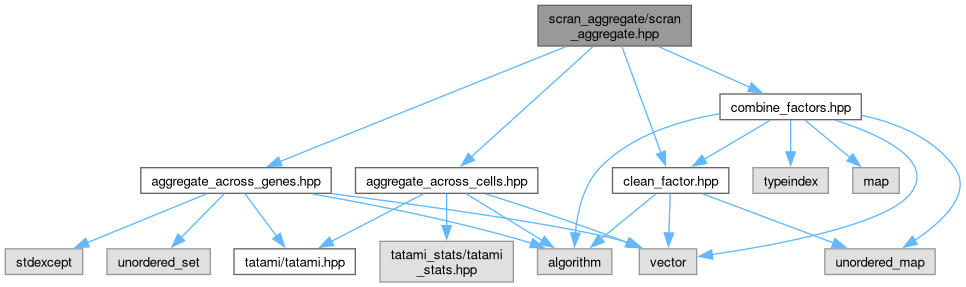 scran_aggregate/scran
_aggregate.hpp
combine_factors.hpp
aggregate_across_genes.hpp
aggregate_across_cells.hpp
clean_factor.hpp
typeindex
map
stdexcept
unordered_set
tatami/tatami.hpp
tatami_stats/tatami
_stats.hpp
algorithm
vector
unordered_map